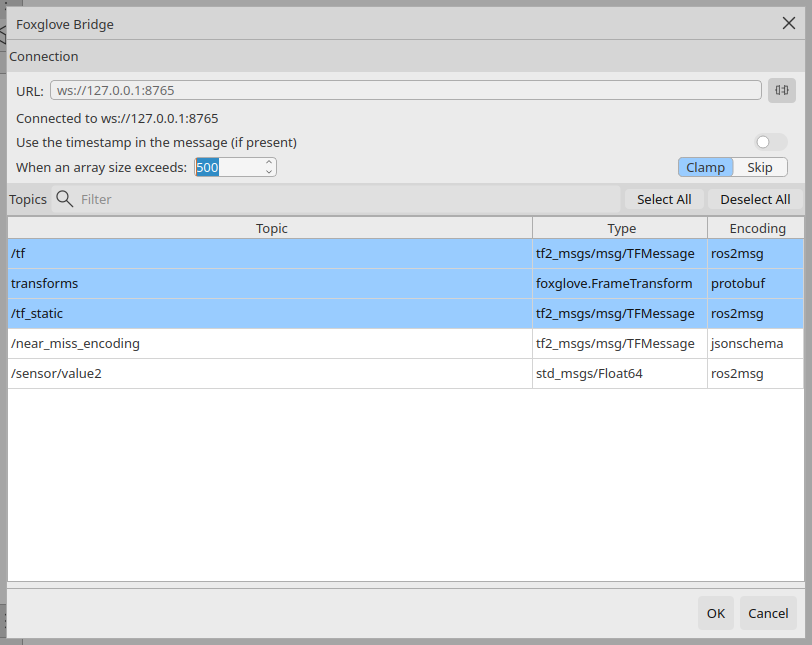 Foxglove Bridge
Connection
URL: ws://127.0.0.1:8765
Connected to ws://127.0.0.1:8765
Use the timestamp in the message (if present)
When an array size exceeds: 500 Clamp Skip
Topics Filter Select All Deselect All
Topic Type Encoding
/tf tf2_msgs/msg/TFMessage ros2msg
transforms foxglove.FrameTransform protobuf
/tf_static tf2_msgs/msg/TFMessage ros2msg
/near_miss_encoding tf2_msgs/msg/TFMessage jsonschema
/sensor/value2 std_msgs/Float64 ros2msg
OK Cancel